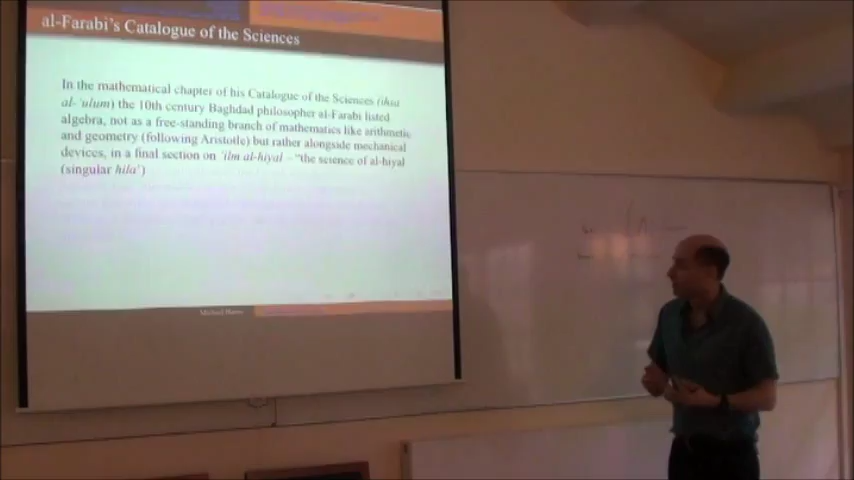 al-Farabi's Catalogue of the Sciences
In the mathematical chapter of his Catalogue of the Sciences (ihsa
al-'ulum) the 10th century Baghdad philosopher al-Farabi listed
algebra, not as a free-standing branch of mathematics like arithmetic
and geometry (following Aristotle) but rather alongside mechanical
devices, in a final section on 'ilm al-hiyal – "the science of al-hiyal
(singular hila')
Michael Harris